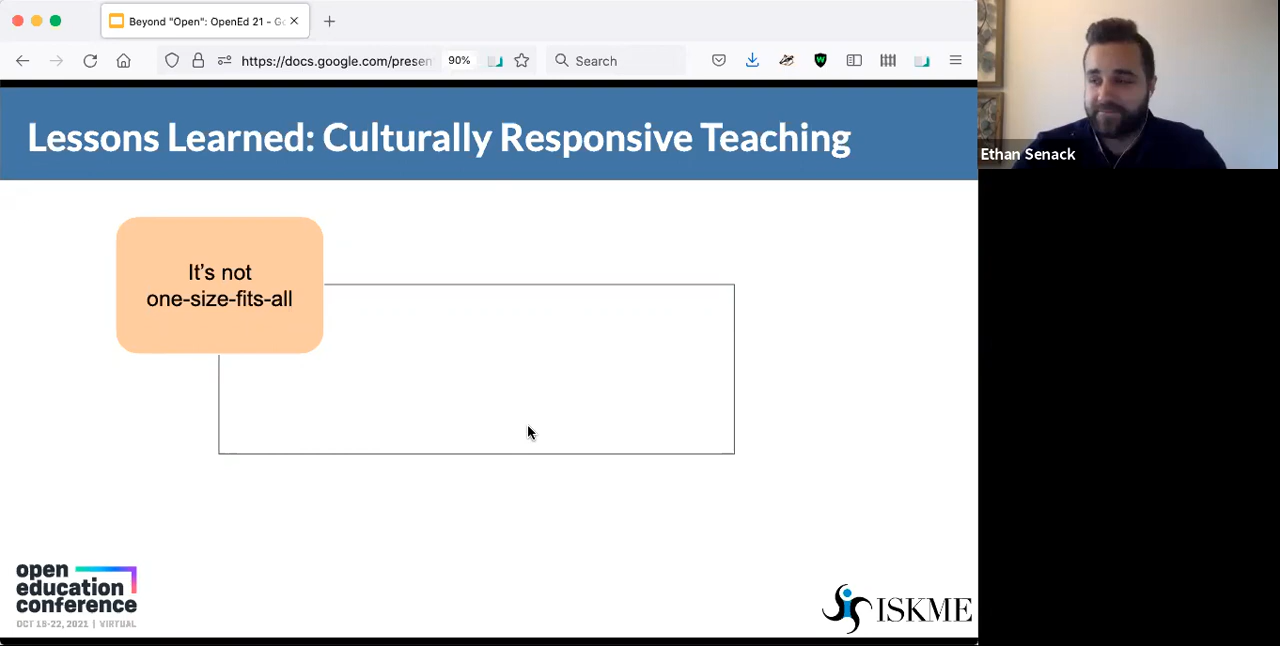 Beyond "Open": OpenEd 21 - Go
https://docs.google.com/presen
90%
Search
Lessons Learned: Culturally Responsive Teaching
Ethan Senack
It's not
one-size-fits-all
open
education
conference
OCT 18-22, 2021 | VIRTUAL
ISKME